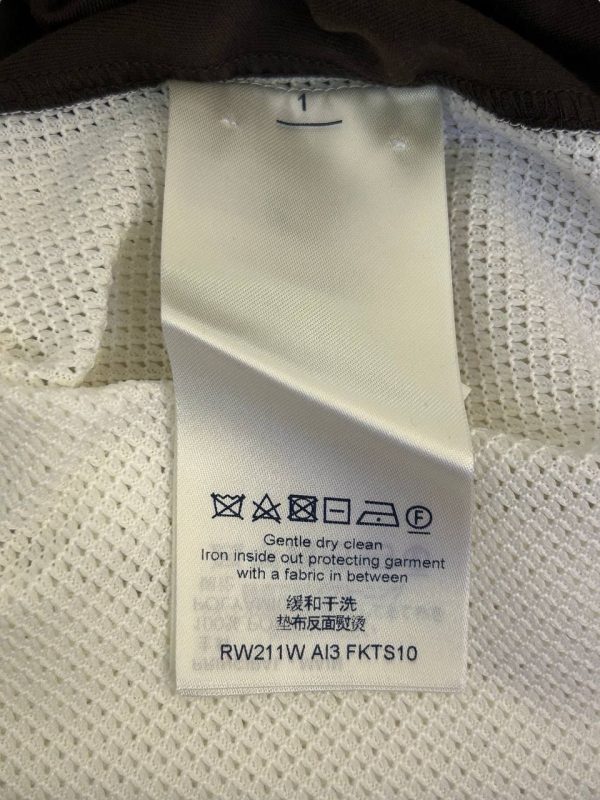 1
F
Gentle dry clean
Iron inside out protecting garment
with a fabric in between
缓和干洗
垫布反面熨烫
RW211W AI3 FKTS10